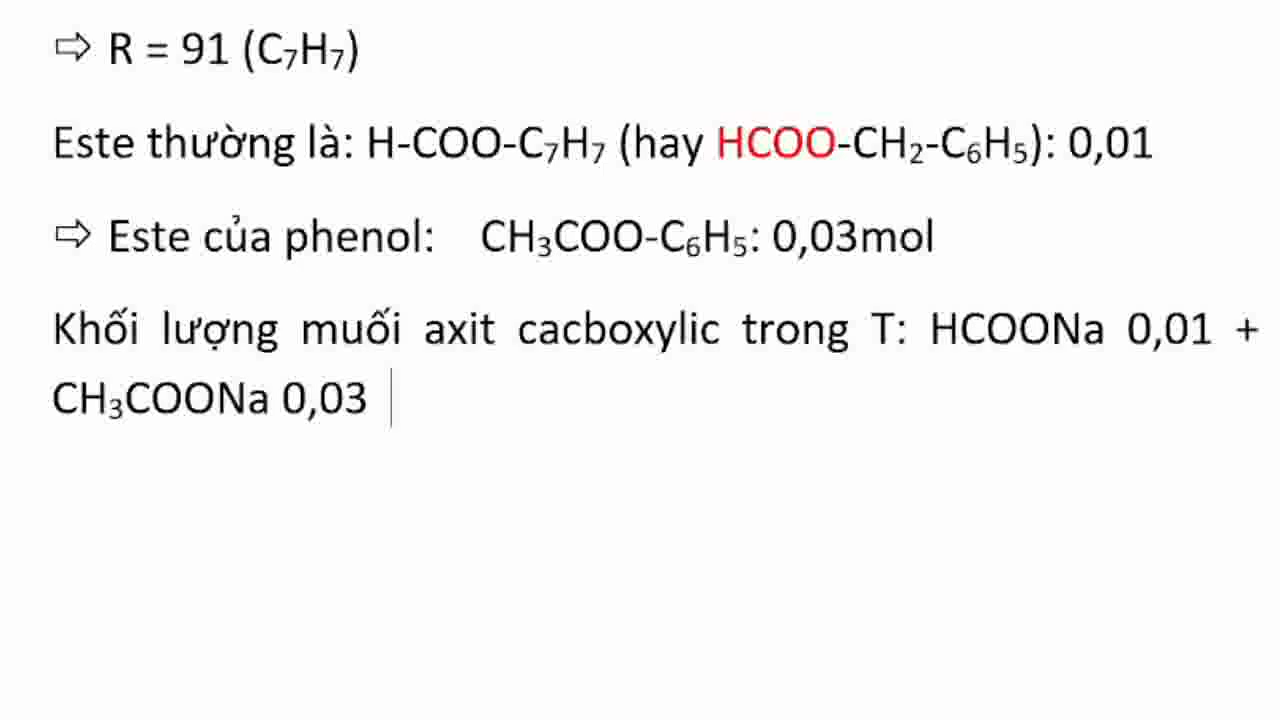 ⇨ R = 91 (C₇H₇)
Este thường là: H-COO-C₇H₇ (hay HCOO-CH₂-C₆H₅): 0,01
⇨ Este của phenol: CH₃COO-C₆H₅: 0,03mol
Khối lượng muối axit cacboxylic trong T: HCOONa 0,01 +
CH₃COONa 0,03